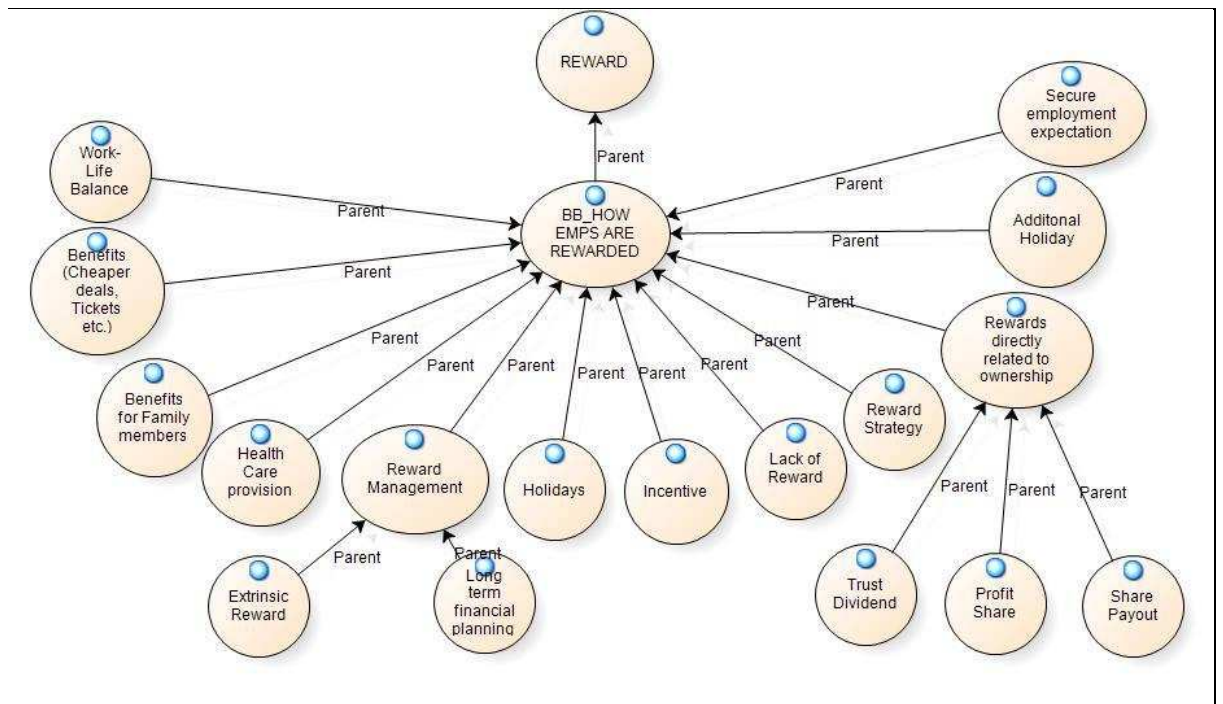 REWARD
Secure
employment
expectation
Parent
Work-
Life
Balance
Parent
Parent
BB_HOW
EMPS ARE
REWARDED
Additonal
Holiday
Parent
Benefits
(Cheaper
deals,
Tickets
etc.)
Parent
Parent
Rewards
directly
related to
ownership
Parent
Parent
Parent
Parent
Parent
Parent
Parent
Parent
Benefits
for Family
members
Reward
Strategy
Health
Care
provision
Reward
Management
Holidays
Incentive
Lack of
Reward
Parent
Parent
Parent
Parent
Parent
Extrinsic
Reward
Long
term
financial
planning
Trust
Dividend
Profit
Share
Share
Payout